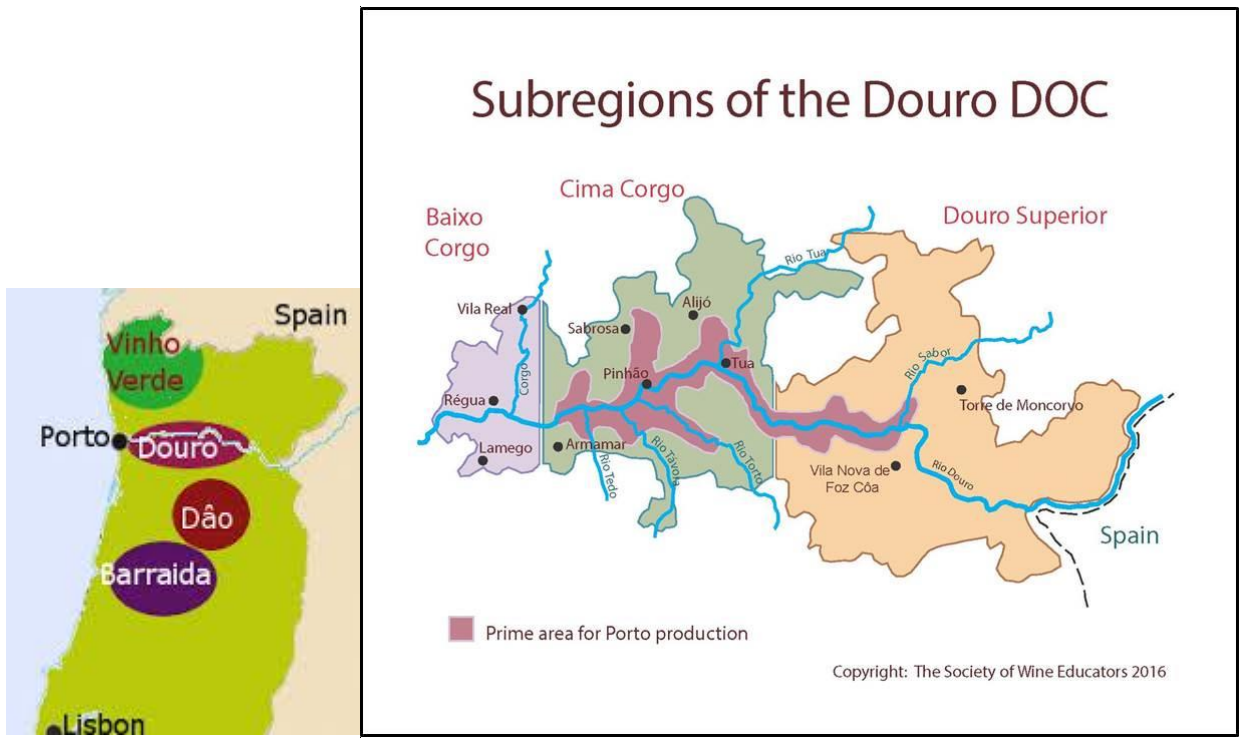 Spain
Vinho
Verde
Porto
Douro
Dâo
Barraida
Lisbon
Subregions of the Douro DOC
Cima Corgo
Baixo
Corgo
Douro Superior
Rio Tua
Vila Real
Alijó
Sabrosa
Corgo
Pinhão
Tua
Rio Sabor
Régua
Torre de Moncorvo
Lamego
Armamar
Rio Tedo
Rio Távora
Rio Torto
Vila Nova de
Foz Côa
Rio Douro
Spain
Prime area for Porto production
Copyright: The Society of Wine Educators 2016